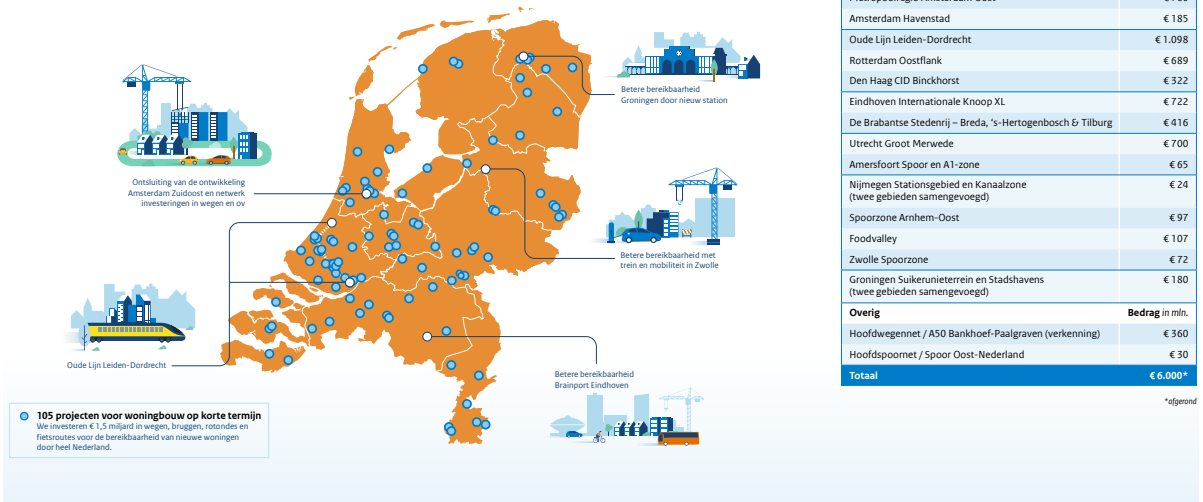 Betere bereikbaarheid
Groningen door nieuw station
Ontsluiting van de ontwikkeling
Amsterdam Zuidoost en netwerk
investeringen in wegen en ov
Betere bereikbaarheid met
trein en mobiliteit in Zwolle
Oude Lijn Leiden-Dordrecht
Betere bereikbaarheid
Brainport Eindhoven
105 projecten voor woningbouw op korte termijn
We investeren € 1,5 miljard in wegen, bruggen, rotondes en
fietsroutes voor de bereikbaarheid van nieuwe woningen
door heel Nederland.
Amsterdam Havenstad € 185
Oude Lijn Leiden-Dordrecht € 1.098
Rotterdam Oostflank € 689
Den Haag CID Binckhorst € 322
Eindhoven Internationale Knoop XL € 722
De Brabantse Stedenrij – Breda, ‘s-Hertogenbosch & Tilburg € 416
Utrecht Groot Merwede € 700
Amersfoort Spoor en A1-zone € 65
Nijmegen Stationsgebied en Kanaalzone € 24
(twee gebieden samengevoegd)
Spoorzone Arnhem-Oost € 97
Foodvalley € 107
Zwolle Spoorzone € 72
Groningen Suikerunieterrein en Stadshavens € 180
(twee gebieden samengevoegd)
Overig Bedrag in mln.
Hoofdwegennet / A50 Bankhoef-Paalgraven (verkenning) € 360
Hoofdspoornet / Spoor Oost-Nederland € 30
Totaal € 6.000*
*afgerond